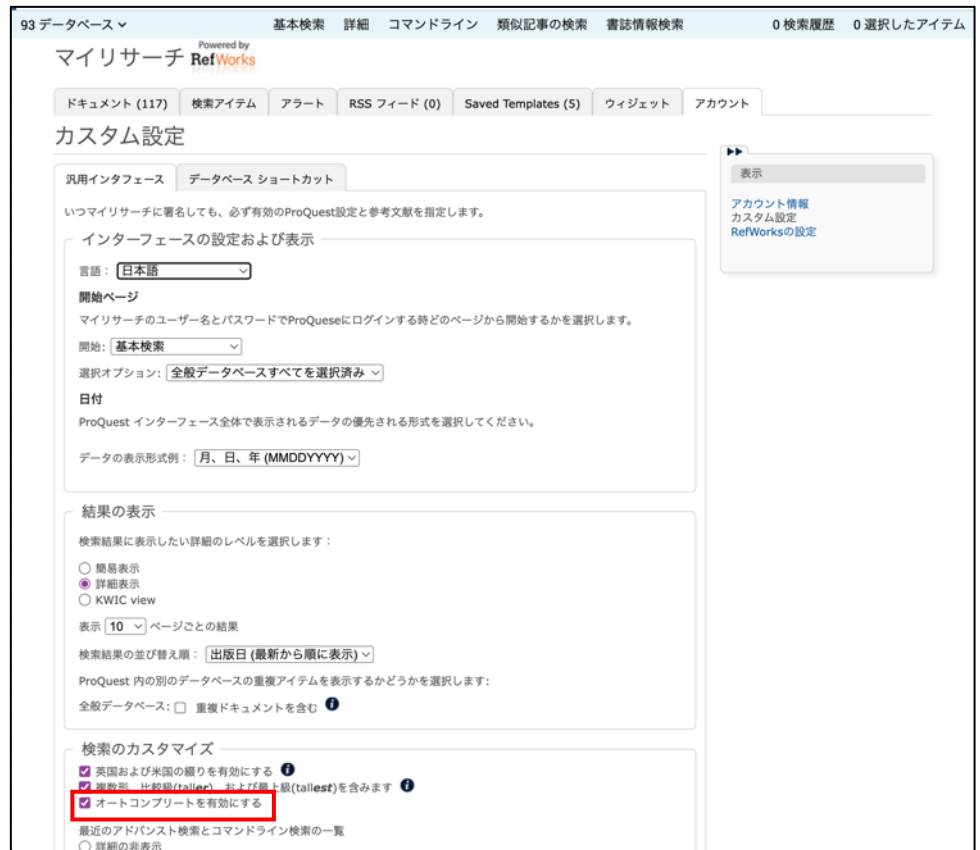 93 データベース 基本検索 詳細 コマンドライン 類似記事の検索 書誌情報検索 0 検索履歴 0 選択したアイテム
マイリサーチ Powered by RefWorks
ドキュメント (117) 検索アイテム アラート RSS フィード (0) Saved Templates (5) ウィジェット アカウント
カスタム設定
汎用インタフェース データベース ショートカット
いつマイリサーチに署名しても、必ず有効のProQuest設定と参考文献を指定します。
インターフェースの設定および表示
言語： 日本語
開始ページ
マイリサーチのユーザー名とパスワードでProQueseにログインする時どのページから開始するかを選択します。
開始: 基本検索
選択オプション: 全般データベースすべてを選択済み
日付
ProQuest インターフェース全体で表示されるデータの優先される形式を選択してください。
データの表示形式例： 月、日、年 (MMDDYYYY)
結果の表示
検索結果に表示したい詳細のレベルを選択します：
簡易表示
詳細表示
KWIC view
表示 10 ページごとの結果
検索結果の並び替え順： 出版日 (最新から順に表示)
ProQuest 内の別のデータベースの重複アイテムを表示するかどうかを選択します:
全般データベース: 重複ドキュメントを含む
検索のカスタマイズ
英国および米国の綴りを有効にする
複数形、比較級(taller)、および最上級(tallest)を含みます
オートコンプリートを有効にする
最近のアドバンスト検索とコマンドライン検索の一覧
詳細の非表示
表示
アカウント情報
カスタム設定
RefWorksの設定